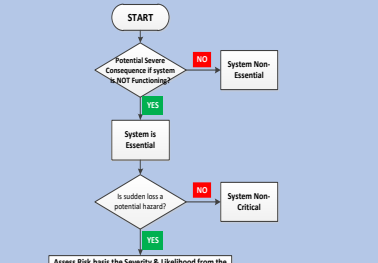 START
Potential Severe
Consequence if system
is NOT Functioning?
NO
System Non-
Essential
YES
System is
Essential
Is sudden loss a
potential hazard?
NO
System Non-
Critical
YES
Assess Risk basis the Severity & Likelihood from the